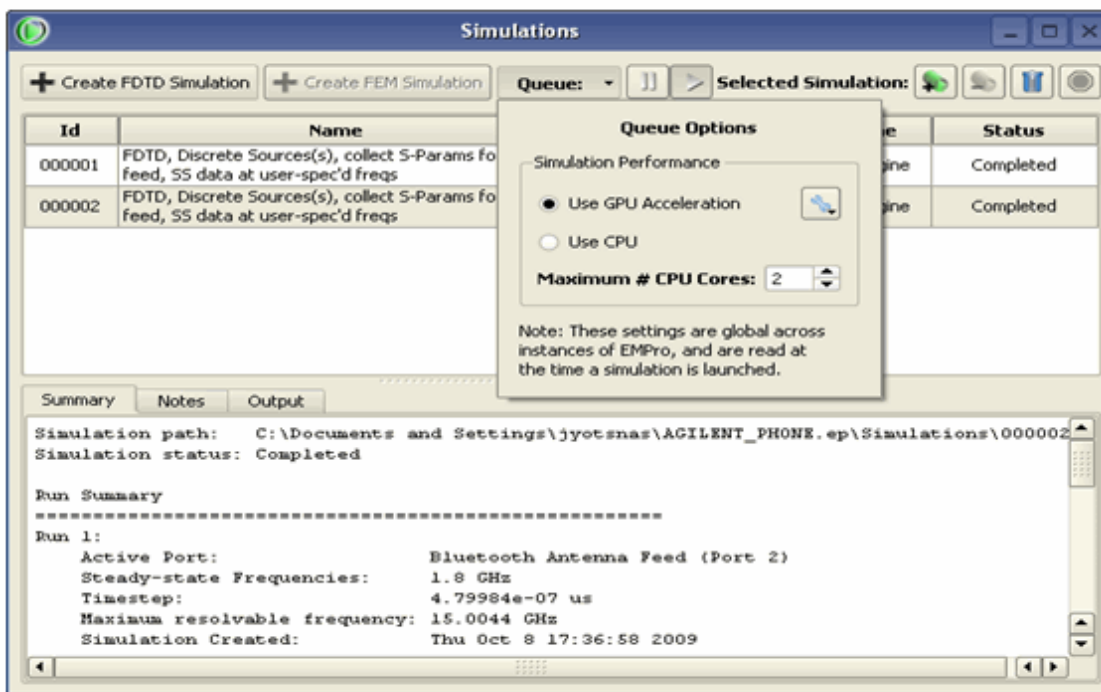 Simulations
Create FDTD Simulation Create FEM Simulation Queue: Selected Simulation:
Id Name e Status
000001 FDTD, Discrete Sources(s), collect S-Params fo gine Completed
feed, SS data at user-spec'd freqs
000002 FDTD, Discrete Sources(s), collect S-Params fo gine Completed
feed, SS data at user-spec'd freqs
Queue Options
Simulation Performance
Use GPU Acceleration
Use CPU
Maximum # CPU Cores: 2
Note: These settings are global across
instances of EMPro, and are read at
the time a simulation is launched.
Summary Notes Output
Simulation path: C:\Documents and Settings\jyotsnas\AGILENT_PHONE.ep\Simulations\000002
Simulation status: Completed
Run Summary
======================================================
Run 1:
Active Port: Bluetooth Antenna Feed (Port 2)
Steady-state Frequencies: 1.8 GHz
Timestep: 4.79984e-07 us
Maximum resolvable frequency: 15.0044 GHz
Simulation Created: Thu Oct 8 17:36:58 2009